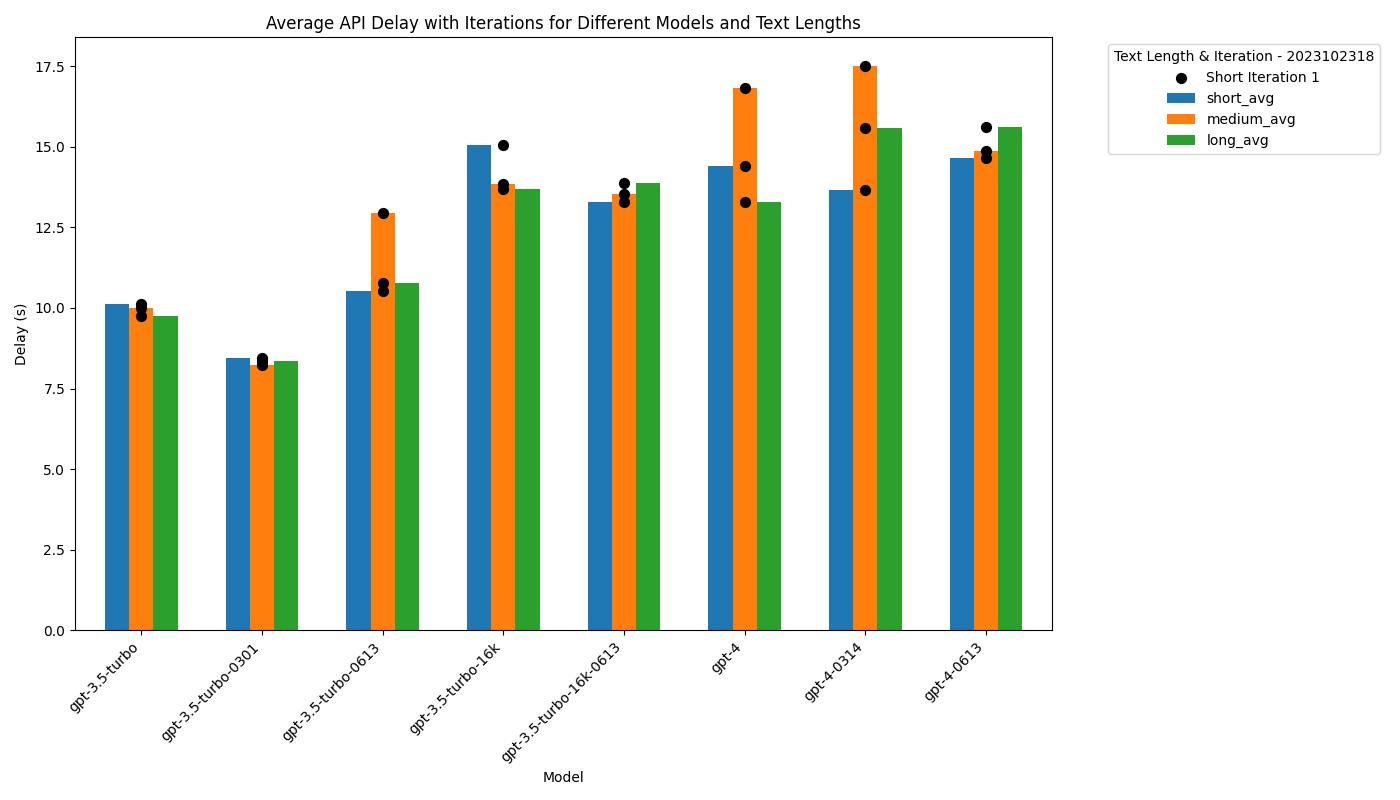 Average API Delay with Iterations for Different Models and Text Lengths
Text Length & Iteration - 2023102318
Short Iteration 1
short_avg
medium_avg
long_avg
Delay (s)
17.5
15.0
12.5
10.0
7.5
5.0
2.5
0.0
gpt-3.5-turbo
gpt-3.5-turbo-0301
gpt-3.5-turbo-0613
gpt-3.5-turbo-16k
gpt-3.5-turbo-16k-0613
gpt-4
gpt-4-0314
gpt-4-0613
Model